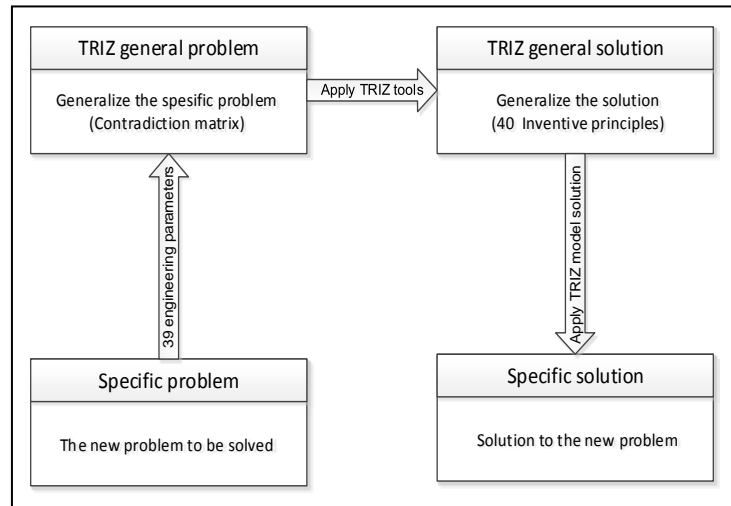 TRIZ general problem
Generalize the spesific problem
(Contradiction matrix)
Apply TRIZ tools
TRIZ general solution
Generalize the solution
(40 Inventive principles)
39 engineering parameters
Apply TRIZ model solution
Specific problem
The new problem to be solved
Specific solution
Solution to the new problem